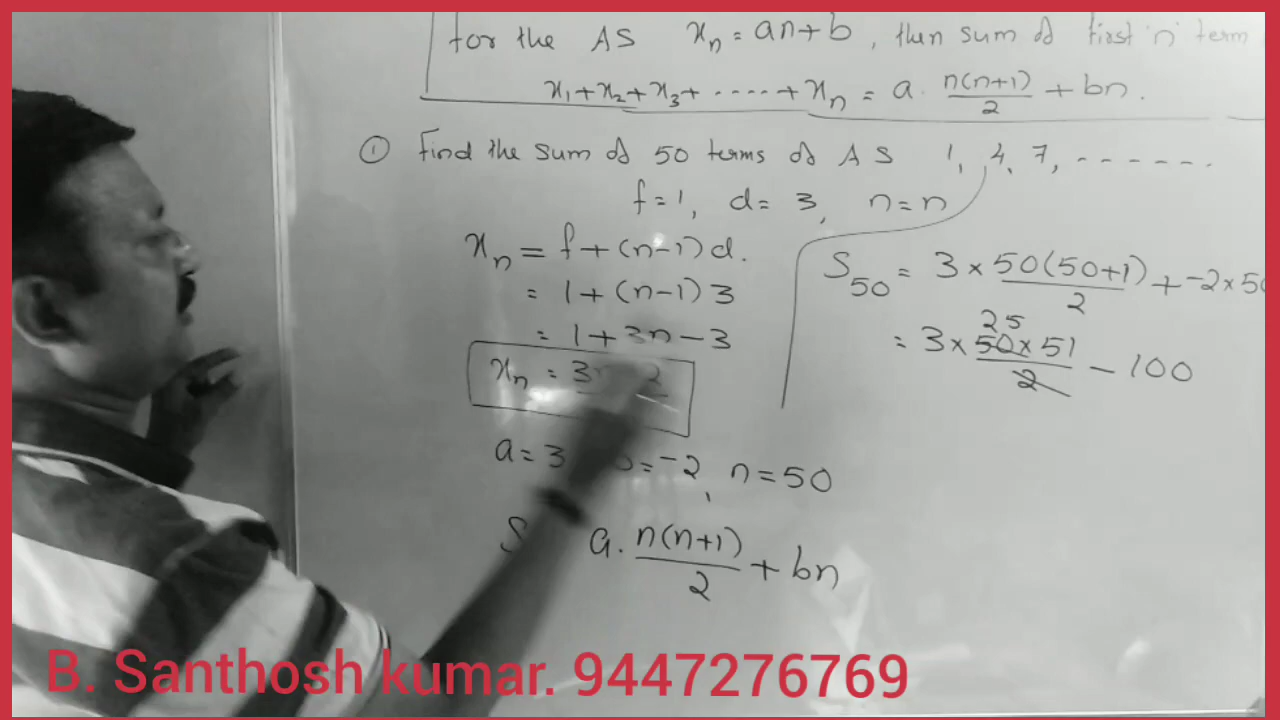 for the AS xₙ = an+b, then sum of first 'n' term
x₁+x₂+x₃+ ..... + xₙ = a. n(n+1)/2 + bn.
① Find the sum of 50 terms of AS 1, 4, 7, - - - - - - -.
f=1, d= 3, n=n
xₙ = f+(n-1)d.
= 1+(n-1)3
= 1+3n-3
xₙ =
a= 3 =-2, n=50
S a. n(n+1)/2 + bn
S₅₀ = 3× 50(50+1)/2 + -2×50
= 3× 50×51/2 - 100
25
B. Santhosh kumar. 9447276769